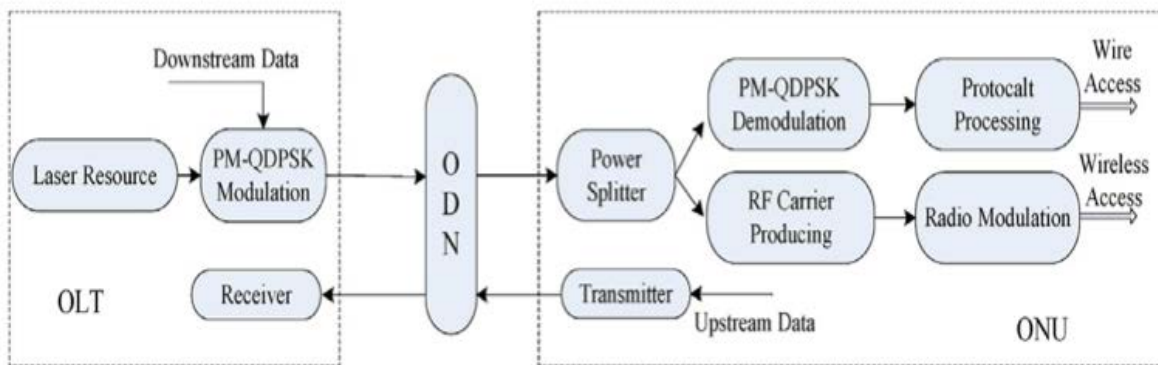 Downstream Data
Laser Resource
PM-QDPSK
Modulation
Receiver
OLT
O
D
N
Power
Splitter
PM-QDPSK
Demodulation
Protocalt
Processing
Wire
Access
RF Carrier
Producing
Radio Modulation
Wireless
Access
Transmitter
Upstream Data
ONU